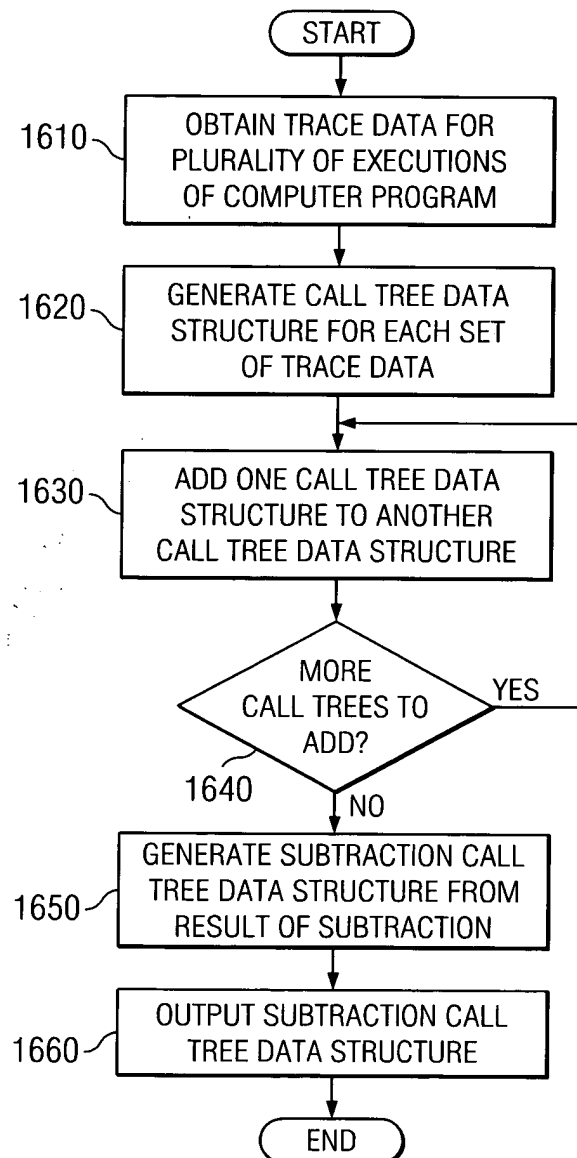 START
1610
OBTAIN TRACE DATA FOR
PLURALITY OF EXECUTIONS
OF COMPUTER PROGRAM
1620
GENERATE CALL TREE DATA
STRUCTURE FOR EACH SET
OF TRACE DATA
1630
ADD ONE CALL TREE DATA
STRUCTURE TO ANOTHER
CALL TREE DATA STRUCTURE
MORE
CALL TREES TO
ADD?
YES
1640
NO
1650
GENERATE SUBTRACTION CALL
TREE DATA STRUCTURE FROM
RESULT OF SUBTRACTION
1660
OUTPUT SUBTRACTION CALL
TREE DATA STRUCTURE
END